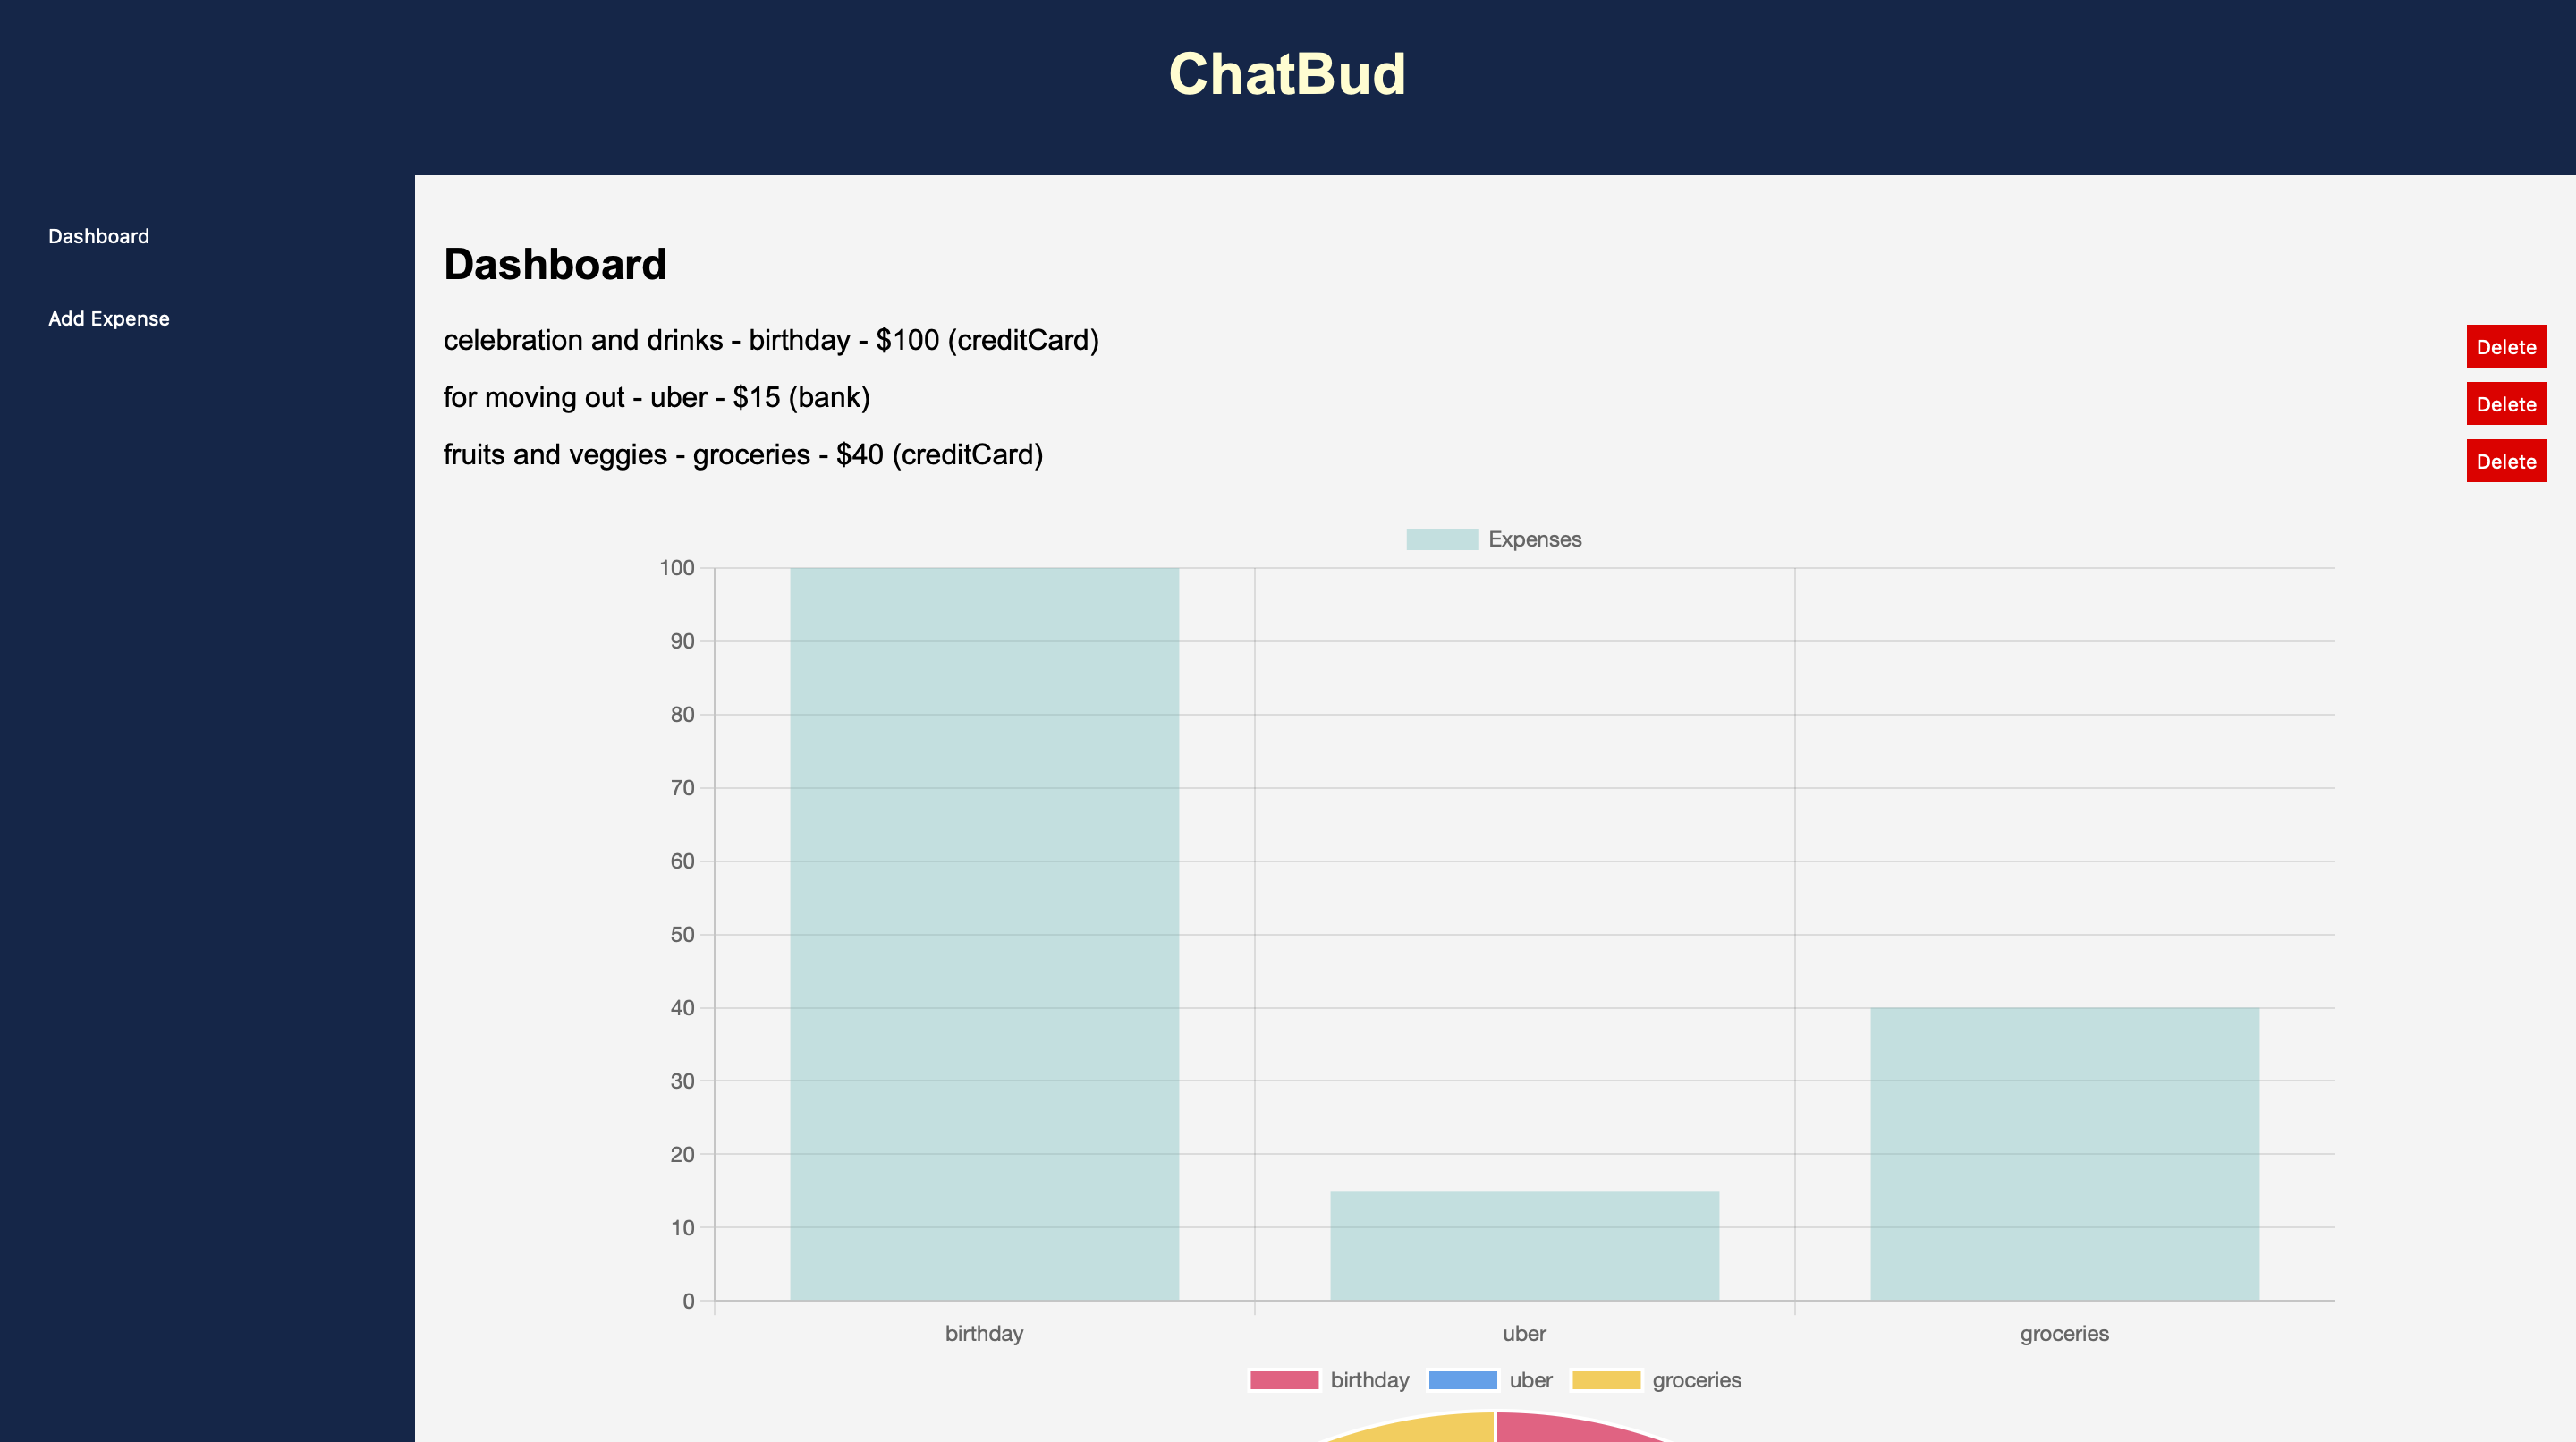 ChatBud
Dashboard
Add Expense
Dashboard
celebration and drinks - birthday - $100 (creditCard)
Delete
for moving out - uber - $15 (bank)
Delete
fruits and veggies - groceries - $40 (creditCard)
Delete
Expenses
100
90
80
70
60
50
40
30
20
10
0
birthday uber groceries
birthday uber groceries